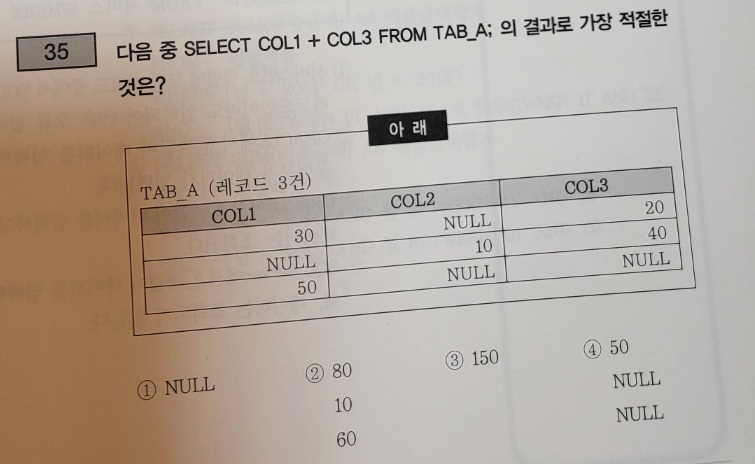 35 다음 중 SELECT COL1 + COL3 FROM TAB_A; 의 결과로 가장 적절한
것은?
아 래
TAB_A (레코드 3건)
COL1 COL2 COL3
30 NULL 20
NULL 10 40
50 NULL NULL
① NULL ② 80 ③ 150 ④ 50
10 NULL
60 NULL